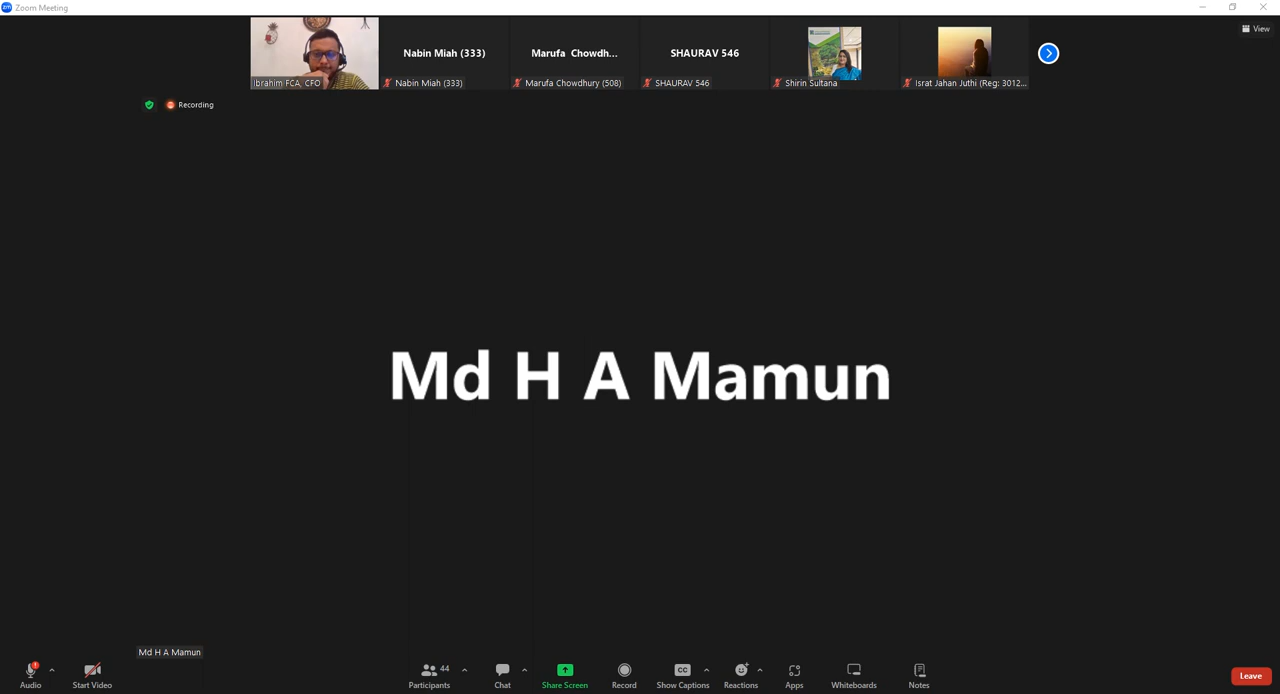 zm Zoom Meeting
View
Nabin Miah (333)
Marufa Chowdh...
SHAURAV 546
Ibrahim FCA, CFO
Nabin Miah (333)
Marufa Chowdhury (508)
SHAURAV 546
Shirin Sultana
Israt Jahan Juthi (Reg: 3012...
Recording
Md H A Mamun
Md H A Mamun
44
CC
Audio
Start Video
Participants
Chat
Share Screen
Record
Show Captions
Reactions
Apps
Whiteboards
Notes
Leave